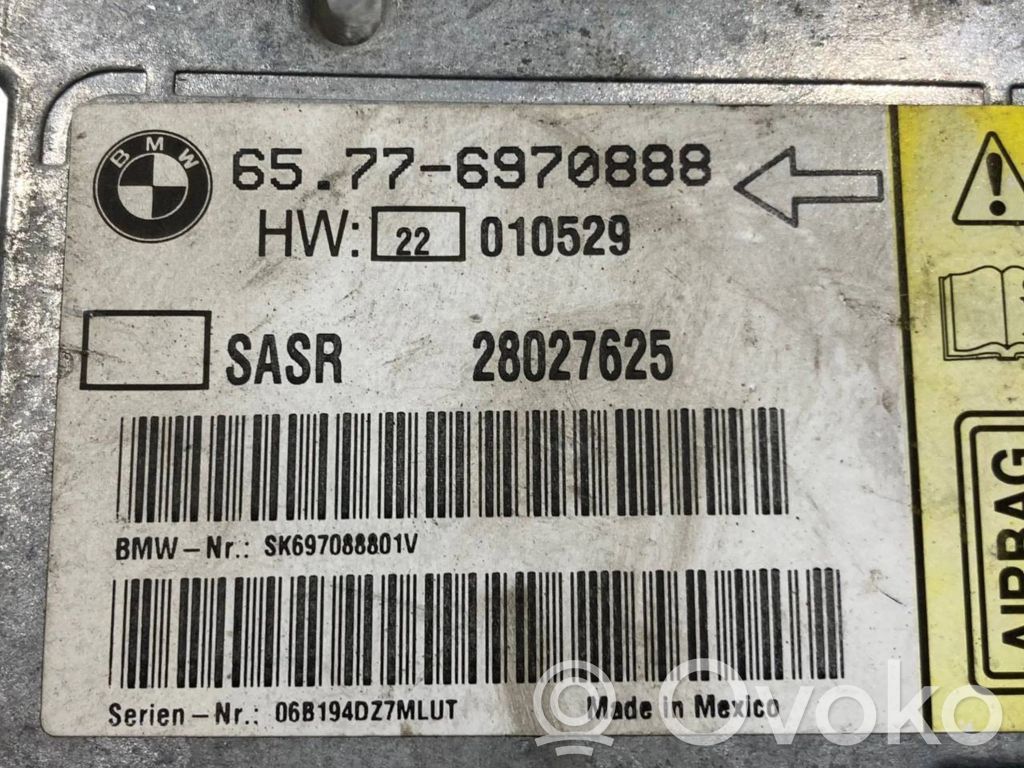 BMW
65.77-6970888
HW: 22 010529
SASR 28027625
BMW-Nr.: SK697088801V
Serien-Nr.: 06B194DZ7MLUT Made in Mexico
AIRBAG
Ovoko